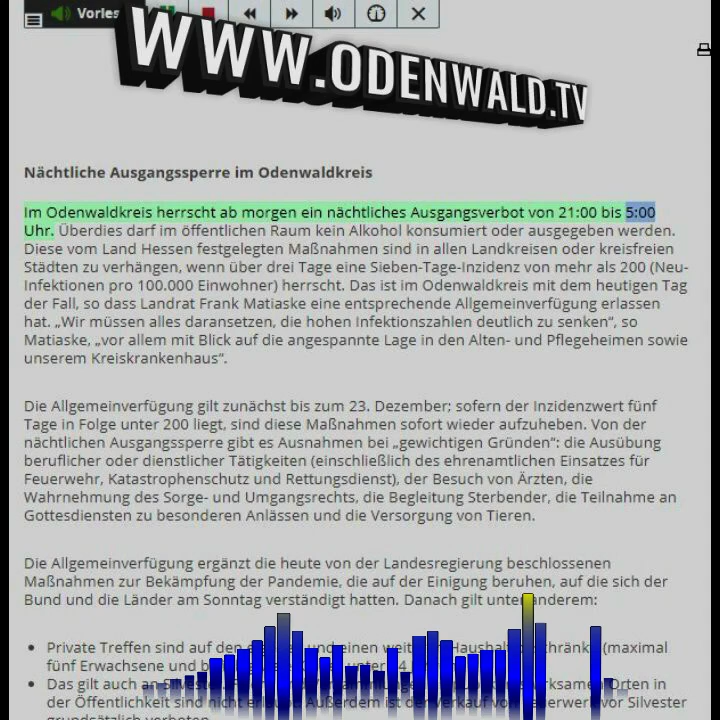 Vorles
WWW.ODENWALD.TV
Nächtliche Ausgangssperre im Odenwaldkreis
Im Odenwaldkreis herrscht ab morgen ein nächtliches Ausgangsverbot von 21:00 bis 5:00
Uhr. Überdies darf im öffentlichen Raum kein Alkohol konsumiert oder ausgegeben werden.
Diese vom Land Hessen festgelegten Maßnahmen sind in allen Landkreisen oder kreisfreien
Städten zu verhängen, wenn über drei Tage eine Sieben-Tage-Inzidenz von mehr als 200 (Neu-
Infektionen pro 100.000 Einwohner) herrscht. Das ist im Odenwaldkreis mit dem heutigen Tag
der Fall, so dass Landrat Frank Matiaske eine entsprechende Allgemeinverfügung erlassen
hat. „Wir müssen alles daransetzen, die hohen Infektionszahlen deutlich zu senken“, so
Matiaske, „vor allem mit Blick auf die angespannte Lage in den Alten- und Pflegeheimen sowie
unserem Kreiskrankenhaus“.
Die Allgemeinverfügung gilt zunächst bis zum 23. Dezember; sofern der Inzidenzwert fünf
Tage in Folge unter 200 liegt, sind diese Maßnahmen sofort wieder aufzuheben. Von der
nächtlichen Ausgangssperre gibt es Ausnahmen bei „gewichtigen Gründen“: die Ausübung
beruflicher oder dienstlicher Tätigkeiten (einschließlich des ehrenamtlichen Einsatzes für
Feuerwehr, Katastrophenschutz und Rettungsdienst), der Besuch von Ärzten, die
Wahrnehmung des Sorge- und Umgangsrechts, die Begleitung Sterbender, die Teilnahme an
Gottesdiensten zu besonderen Anlässen und die Versorgung von Tieren.
Die Allgemeinverfügung ergänzt die heute von der Landesregierung beschlossenen
Maßnahmen zur Bekämpfung der Pandemie, die auf der Einigung beruhen, auf die sich der
Bund und die Länder am Sonntag verständigt hatten. Danach gilt unter anderem:
• Private Treffen sind auf den und einen (maximal
fünf Erwachsene und
• Das gilt auch an Orten in
der Öffentlichkeit sind nicht Außerdem ist der Verkauf vor Silvester
grundsätzlich verboten